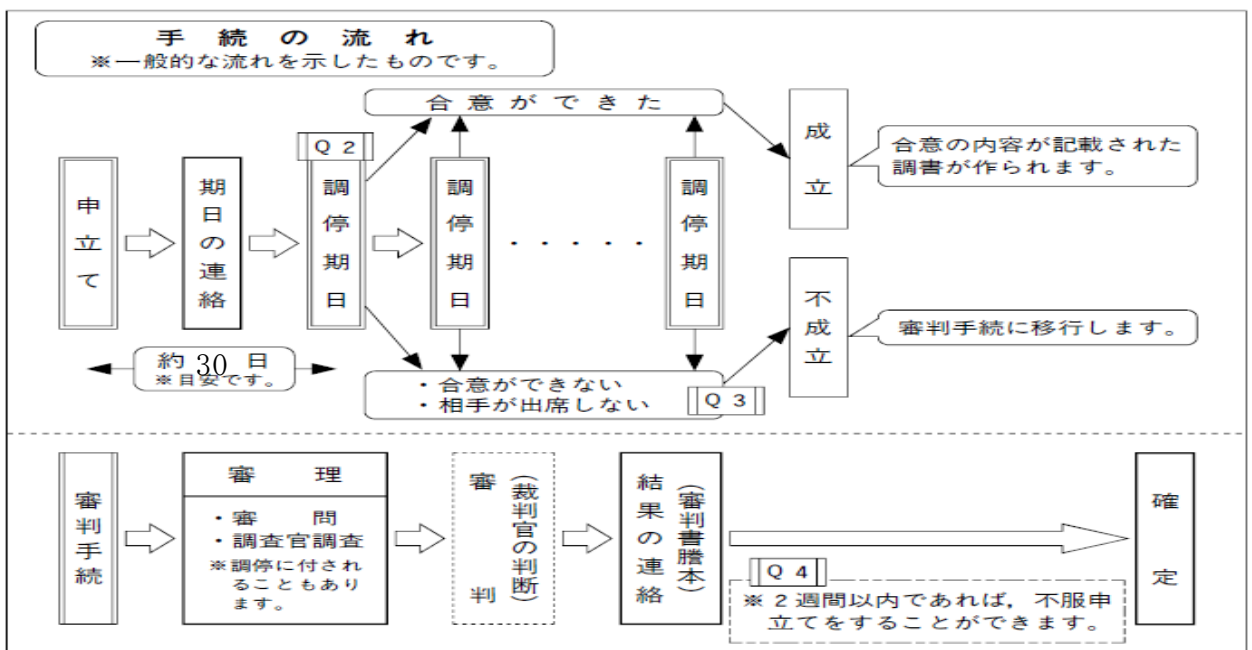 手続の流れ
※一般的な流れを示したものです。
合意ができた
Q2
申立て
期日の連絡
調停期日
調停期日
・・・・・
調停期日
成立
合意の内容が記載された
調書が作られます。
不成立
審判手続に移行します。
約30日
※目安です。
・合意ができない
・相手が出席しない
Q3
審判手続
審理
・審問
・調査官調査
※調停に付され
ることもあり
ます。
審判
(裁判官の判断)
結果の連絡
(審判書謄本)
Q4
※2週間以内であれば，不服申
立てをすることができます。
確定